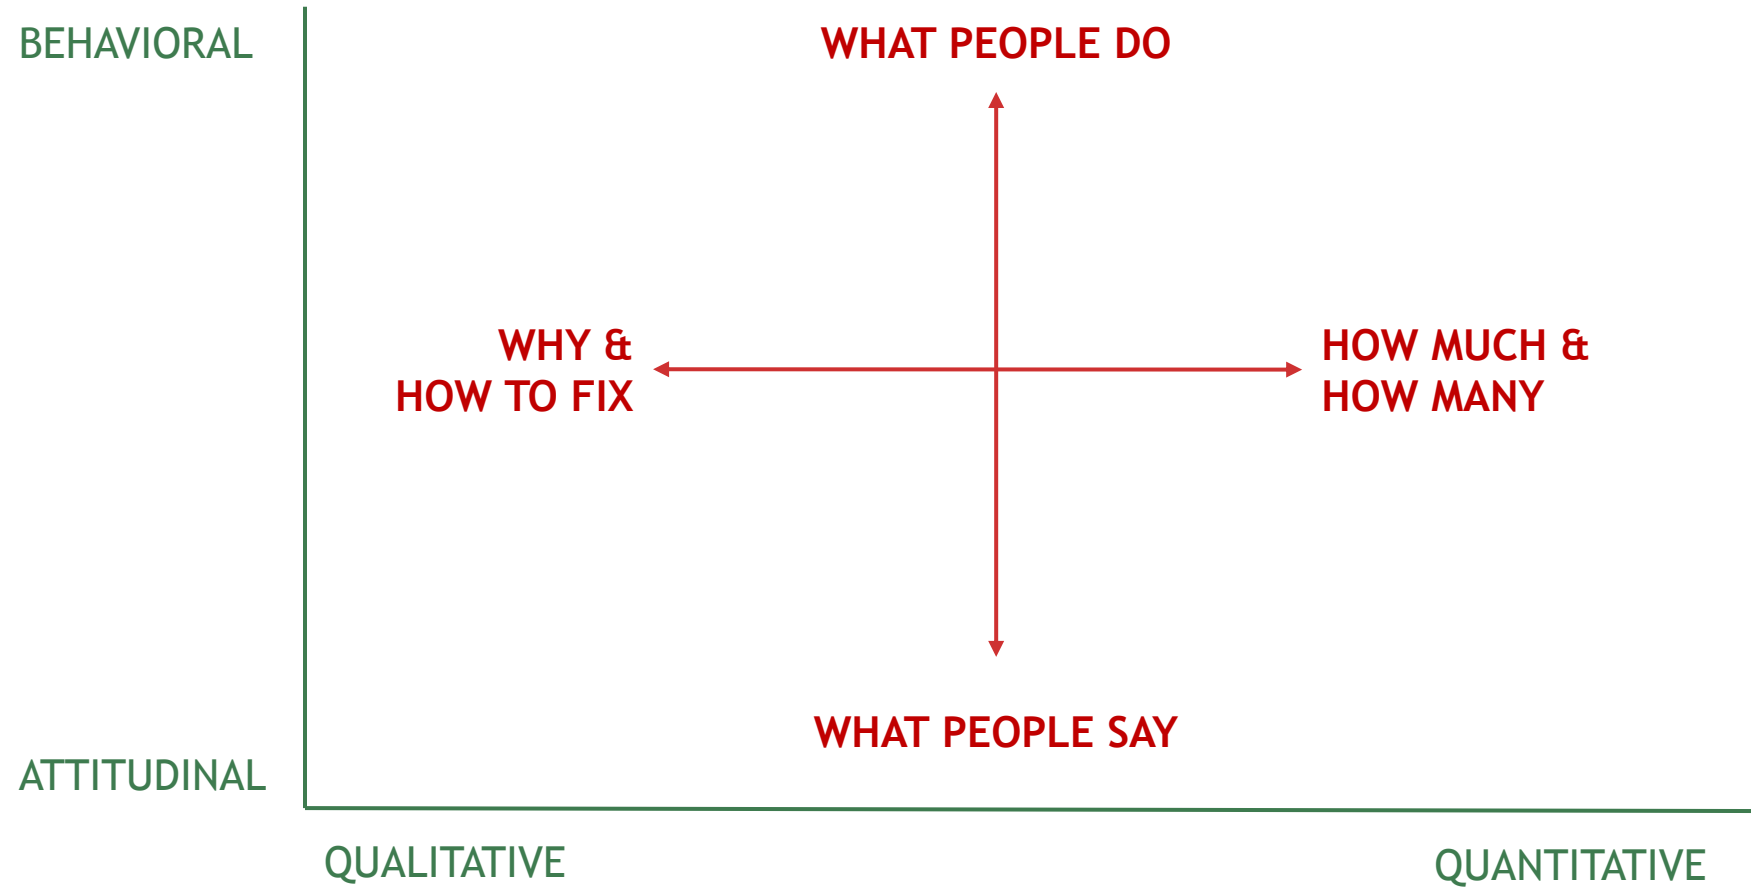 BEHAVIORAL
WHAT PEOPLE DO
WHY &
HOW TO FIX
HOW MUCH &
HOW MANY
WHAT PEOPLE SAY
ATTITUDINAL
QUALITATIVE
QUANTITATIVE